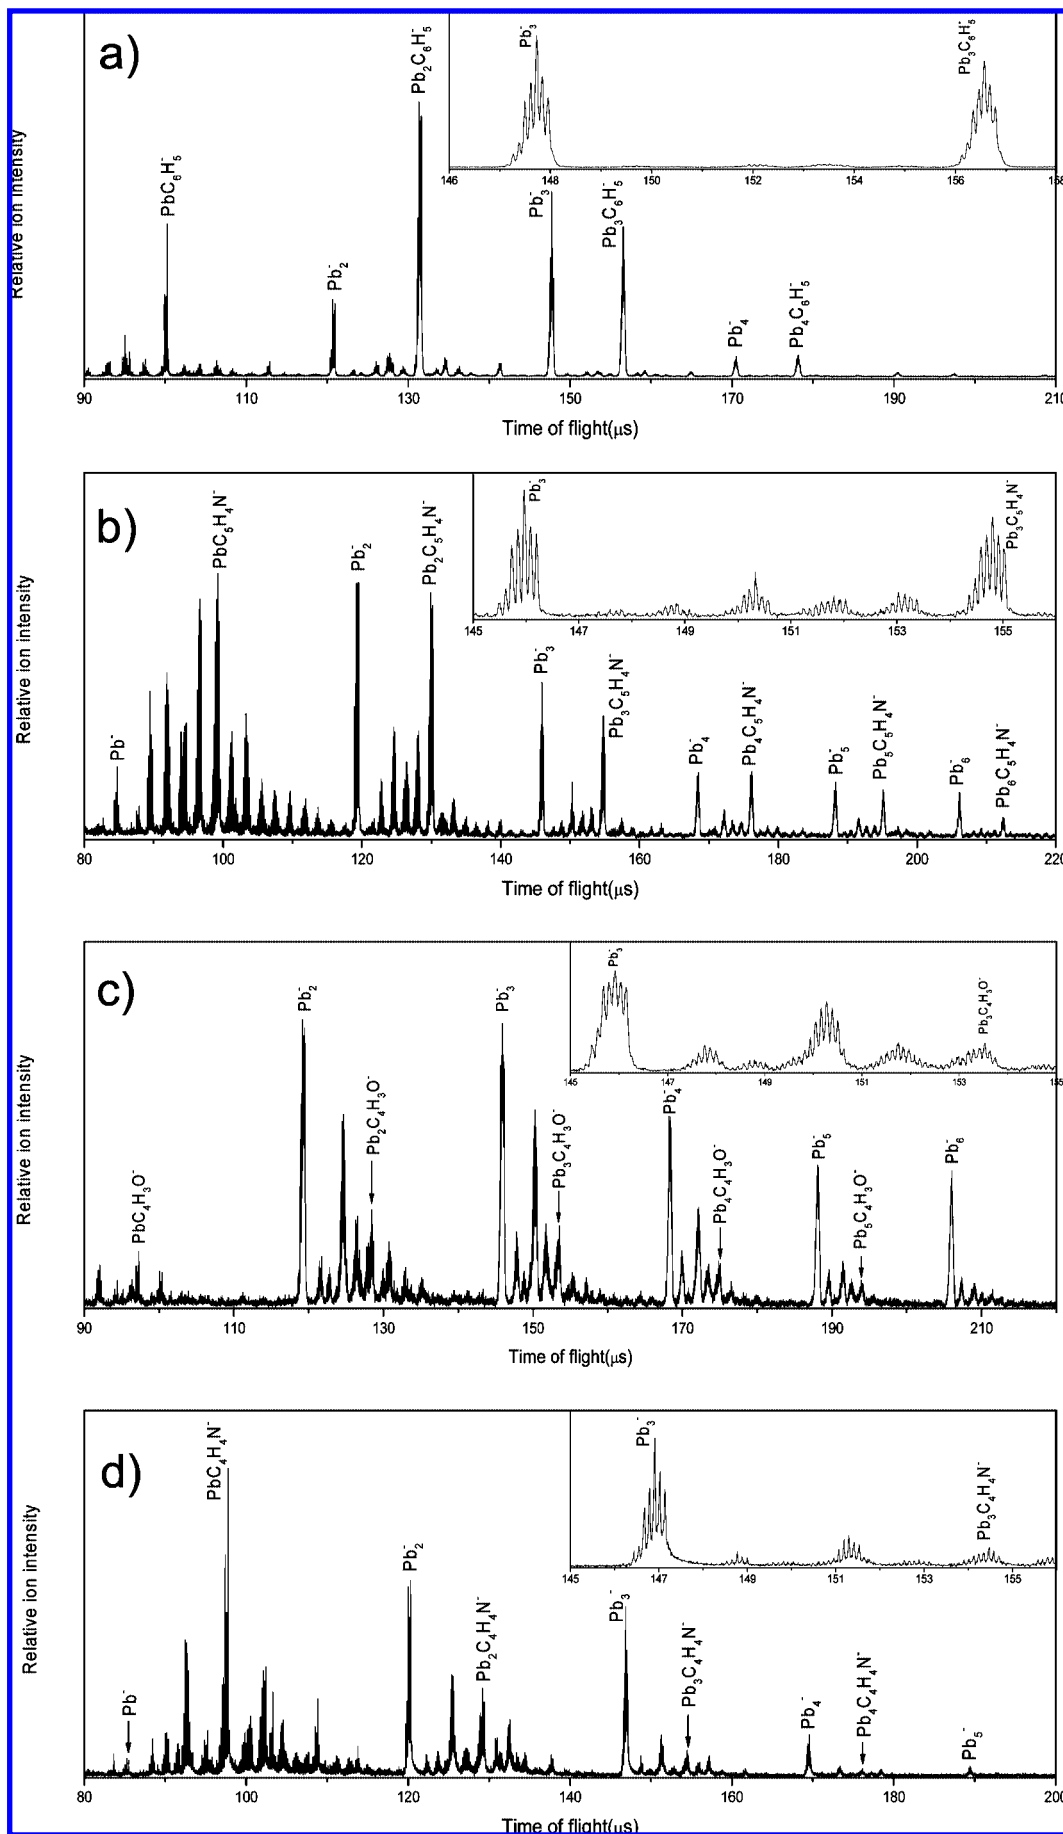 a)
Relative ion intensity
PbC₆H₅⁻
Pb₂⁻
Pb₂C₆H₅⁻
Pb₃⁻
Pb₃C₆H₅⁻
Pb₄⁻
Pb₄C₆H₅⁻
Pb₃⁻
Pb₃C₆H₅⁻
146 148 150 152 154 156 158
90 110 130 150 170 190 210
Time of flight(μs)
b)
Relative ion intensity
Pb⁻
PbC₅H₄N⁻
Pb₂⁻
Pb₂C₅H₄N⁻
Pb₃⁻
Pb₃C₅H₄N⁻
Pb₄⁻
Pb₄C₅H₄N⁻
Pb₅⁻
Pb₅C₅H₄N⁻
Pb₆⁻
Pb₆C₅H₄N⁻
Pb₃⁻
Pb₃C₅H₄N⁻
145 147 149 151 153 155
80 100 120 140 160 180 200 220
Time of flight(μs)
c)
Relative ion intensity
PbC₄H₃O⁻
Pb₂⁻
Pb₂C₄H₃O⁻
Pb₃⁻
Pb₃C₄H₃O⁻
Pb₄⁻
Pb₄C₄H₃O⁻
Pb₅⁻
Pb₅C₄H₃O⁻
Pb₆⁻
Pb₃⁻
Pb₃C₄H₃O⁻
145 147 149 151 153 155
90 110 130 150 170 190 210
Time of flight(μs)
d)
Relative ion intensity
Pb⁻
PbC₄H₄N⁻
Pb₂⁻
Pb₂C₄H₄N⁻
Pb₃⁻
Pb₃C₄H₄N⁻
Pb₄⁻
Pb₄C₄H₄N⁻
Pb₅⁻
Pb₃⁻
Pb₃C₄H₄N⁻
145 147 149 151 153 155
80 100 120 140 160 180 200
Time of flight(μs)